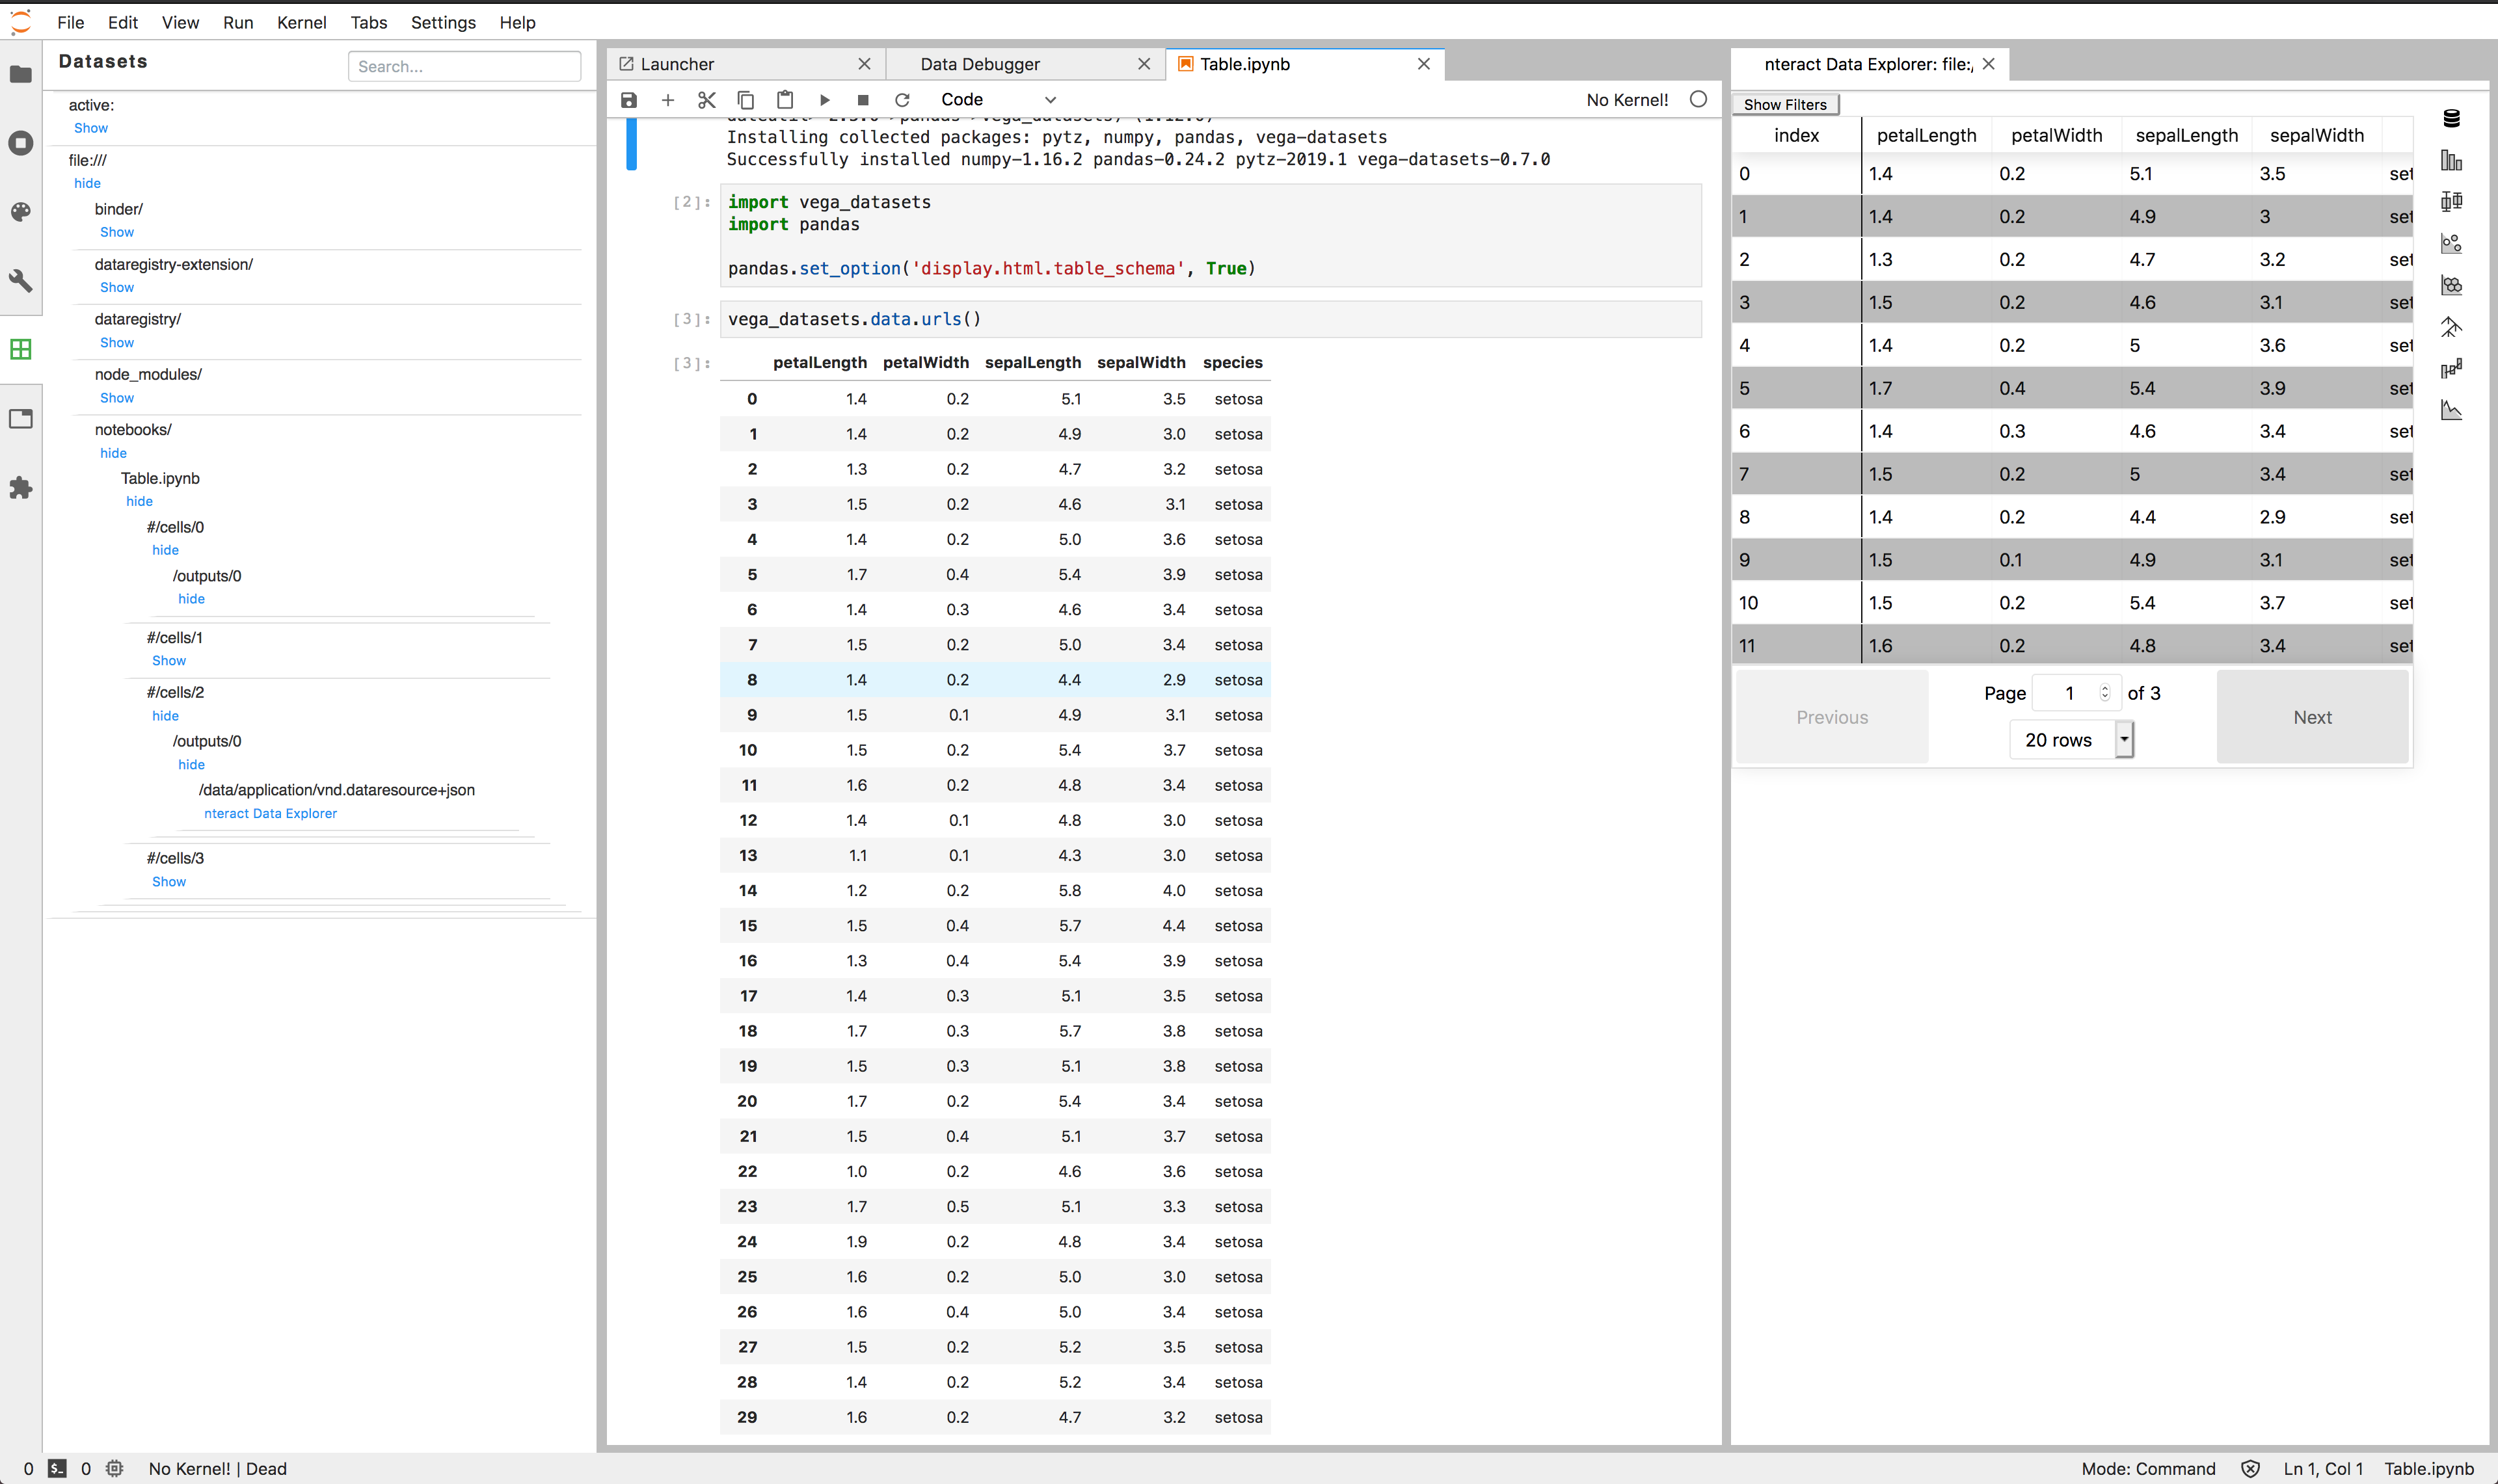 File Edit View Run Kernel Tabs Settings Help
Datasets
Search...
active:
Show
file:///
hide
binder/
Show
dataregistry-extension/
Show
dataregistry/
Show
node_modules/
Show
notebooks/
hide
Table.ipynb
hide
#/cells/0
hide
/outputs/0
hide
#/cells/1
Show
#/cells/2
hide
/outputs/0
hide
/data/application/vnd.dataresource+json
nteract Data Explorer
#/cells/3
Show
Launcher Data Debugger Table.ipynb
Code No Kernel!
Installing collected packages: pytz, numpy, pandas, vega-datasets
Successfully installed numpy-1.16.2 pandas-0.24.2 pytz-2019.1 vega-datasets-0.7.0
[2]: import vega_datasets
import pandas
pandas.set_option('display.html.table_schema', True)
[3]: vega_datasets.data.urls()
[3]: petalLength petalWidth sepalLength sepalWidth species
0 1.4 0.2 5.1 3.5 setosa
1 1.4 0.2 4.9 3.0 setosa
2 1.3 0.2 4.7 3.2 setosa
3 1.5 0.2 4.6 3.1 setosa
4 1.4 0.2 5.0 3.6 setosa
5 1.7 0.4 5.4 3.9 setosa
6 1.4 0.3 4.6 3.4 setosa
7 1.5 0.2 5.0 3.4 setosa
8 1.4 0.2 4.4 2.9 setosa
9 1.5 0.1 4.9 3.1 setosa
10 1.5 0.2 5.4 3.7 setosa
11 1.6 0.2 4.8 3.4 setosa
12 1.4 0.1 4.8 3.0 setosa
13 1.1 0.1 4.3 3.0 setosa
14 1.2 0.2 5.8 4.0 setosa
15 1.5 0.4 5.7 4.4 setosa
16 1.3 0.4 5.4 3.9 setosa
17 1.4 0.3 5.1 3.5 setosa
18 1.7 0.3 5.7 3.8 setosa
19 1.5 0.3 5.1 3.8 setosa
20 1.7 0.2 5.4 3.4 setosa
21 1.5 0.4 5.1 3.7 setosa
22 1.0 0.2 4.6 3.6 setosa
23 1.7 0.5 5.1 3.3 setosa
24 1.9 0.2 4.8 3.4 setosa
25 1.6 0.2 5.0 3.0 setosa
26 1.6 0.4 5.0 3.4 setosa
27 1.5 0.2 5.2 3.5 setosa
28 1.4 0.2 5.2 3.4 setosa
29 1.6 0.2 4.7 3.2 setosa
nteract Data Explorer: file:
Show Filters
index petalLength petalWidth sepalLength sepalWidth
0 1.4 0.2 5.1 3.5 set
1 1.4 0.2 4.9 3 set
2 1.3 0.2 4.7 3.2 set
3 1.5 0.2 4.6 3.1 set
4 1.4 0.2 5 3.6 set
5 1.7 0.4 5.4 3.9 set
6 1.4 0.3 4.6 3.4 set
7 1.5 0.2 5 3.4 set
8 1.4 0.2 4.4 2.9 set
9 1.5 0.1 4.9 3.1 set
10 1.5 0.2 5.4 3.7 set
11 1.6 0.2 4.8 3.4 set
Previous Page 1 of 3 Next
20 rows
0 $_ 0 No Kernel! | Dead Mode: Command Ln 1, Col 1 Table.ipynb